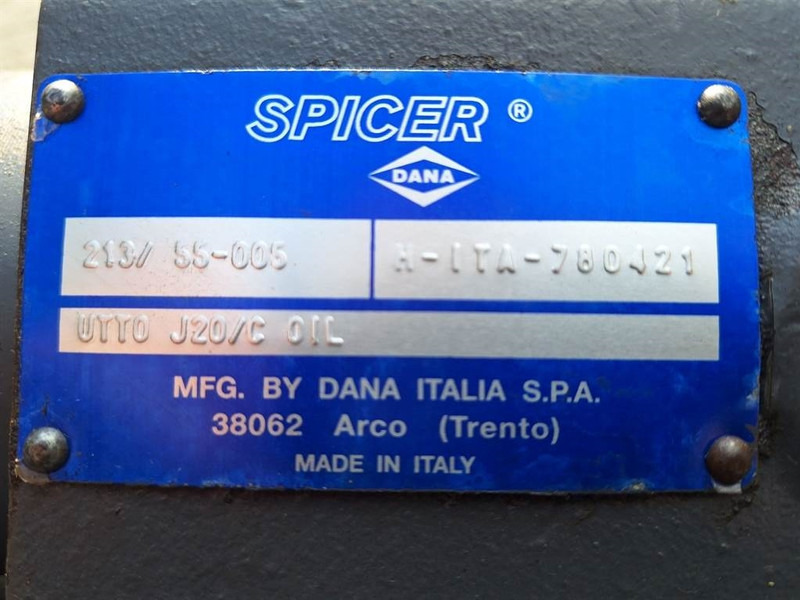 SPICER ®
DANA
213/ 55-005
H-ITA-780421
UTTO J20/C OIL
MFG. BY DANA ITALIA S.P.A.
38062 Arco (Trento)
MADE IN ITALY